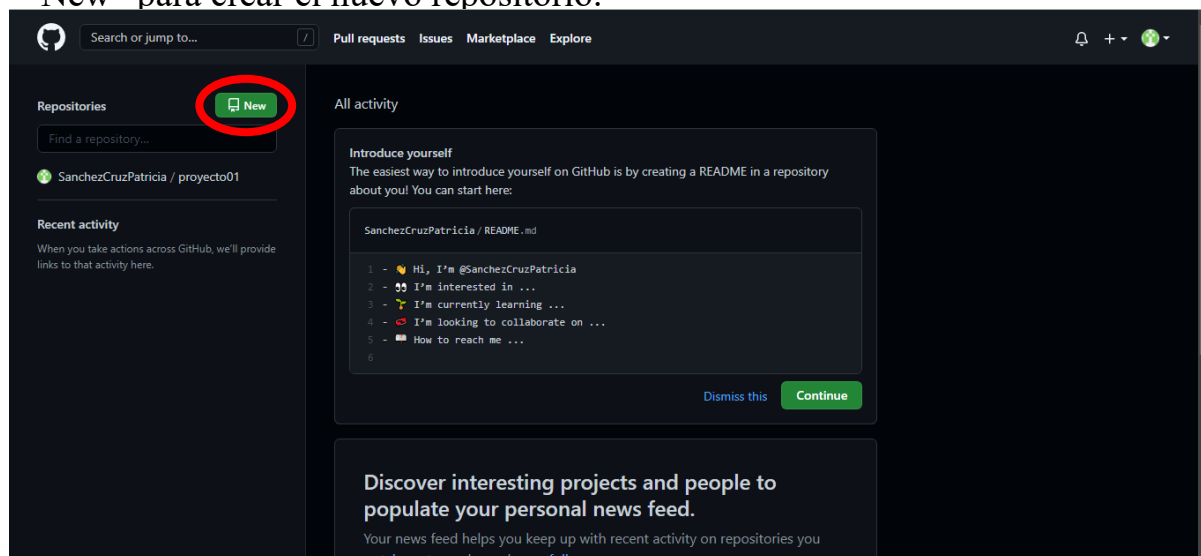 "New" para crear el nuevo repositorio.
Search or jump to... /
Pull requests Issues Marketplace Explore
Repositories
New
Find a repository...
SanchezCruzPatricia / proyecto01
Recent activity
When you take actions across GitHub, we'll provide
links to that activity here.
All activity
Introduce yourself
The easiest way to introduce yourself on GitHub is by creating a README in a repository
about you! You can start here:
SanchezCruzPatricia / README.md
1 - 👋 Hi, I'm @SanchezCruzPatricia
2 - 👀 I'm interested in ...
3 - 🌱 I'm currently learning ...
4 - 💞️ I'm looking to collaborate on ...
5 - 📫 How to reach me ...
6
Dismiss this
Continue
Discover interesting projects and people to
populate your personal news feed.
Your news feed helps you keep up with recent activity on repositories you